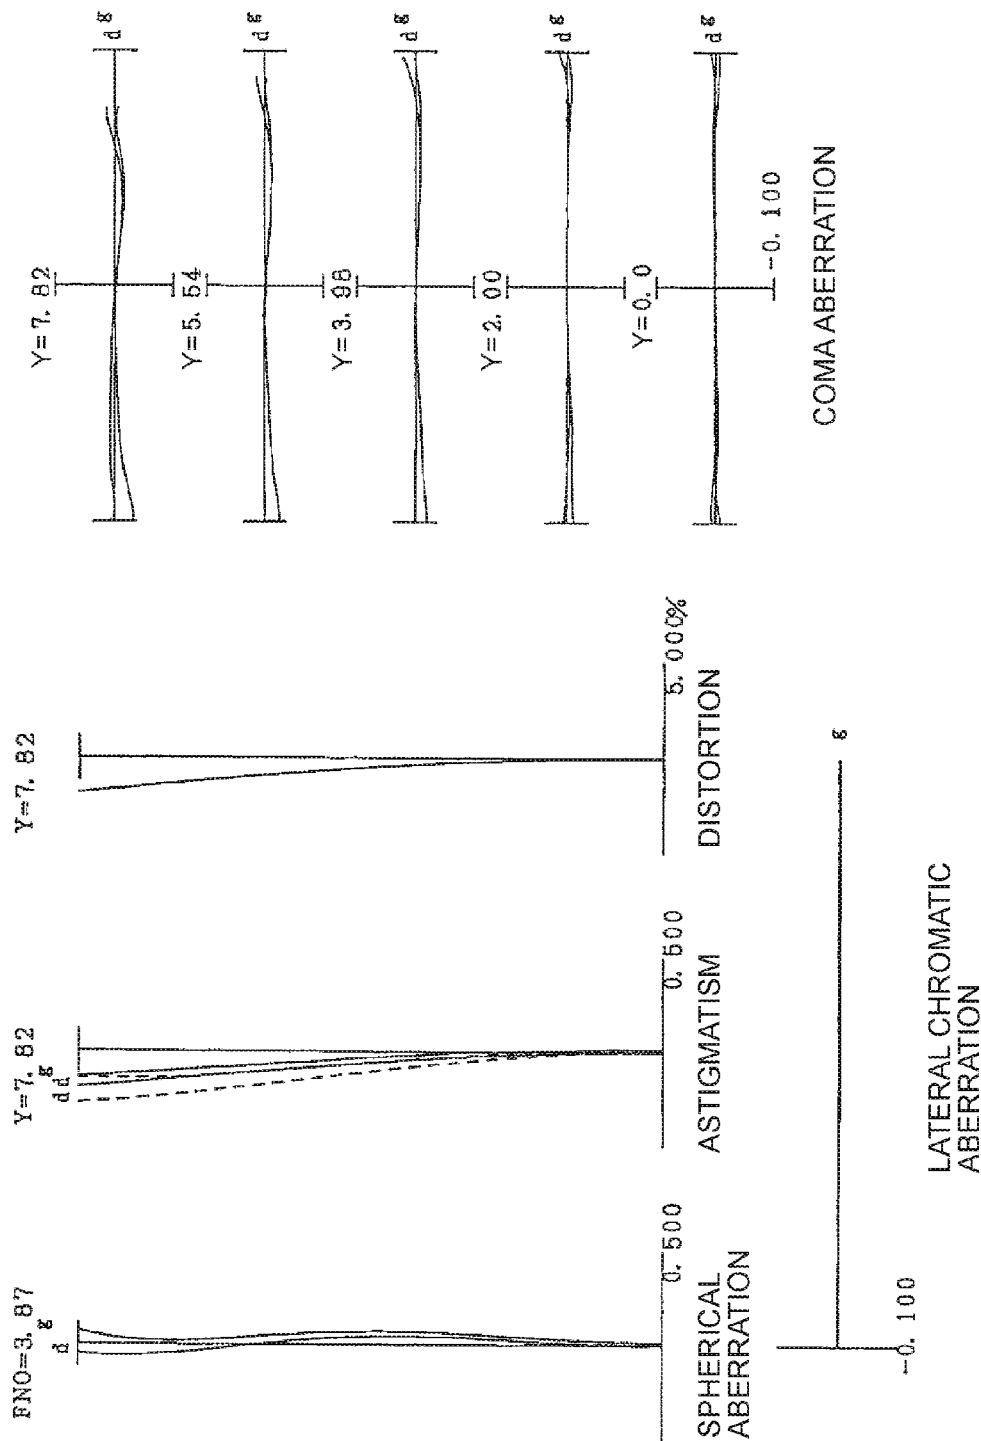 FNO=3. 87
d
g
0. 500
SPHERICAL
ABERRATION
Y=7. 82
d d
g
0. 500
ASTIGMATISM
Y=7. 82
5. 000%
DISTORTION
g
-0. 100
LATERAL CHROMATIC
ABERRATION
Y=7. 82
d g
Y=5. 54
d g
Y=3. 98
d g
Y=2. 00
d g
Y=0. 0
d g
-0. 100
COMA ABERRATION